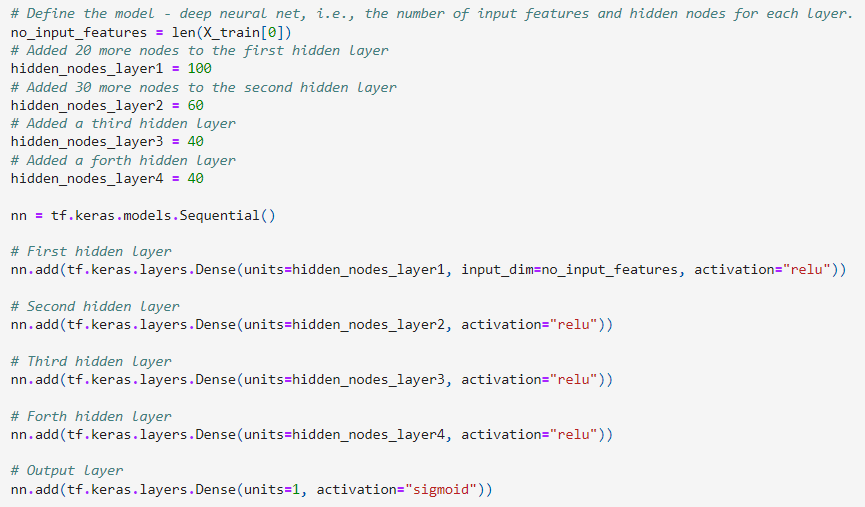 # Define the model - deep neural net, i.e., the number of input features and hidden nodes for each layer.
no_input_features = len(X_train[0])
# Added 20 more nodes to the first hidden layer
hidden_nodes_layer1 = 100
# Added 30 more nodes to the second hidden layer
hidden_nodes_layer2 = 60
# Added a third hidden layer
hidden_nodes_layer3 = 40
# Added a forth hidden layer
hidden_nodes_layer4 = 40
nn = tf.keras.models.Sequential()
# First hidden layer
nn.add(tf.keras.layers.Dense(units=hidden_nodes_layer1, input_dim=no_input_features, activation="relu"))
# Second hidden layer
nn.add(tf.keras.layers.Dense(units=hidden_nodes_layer2, activation="relu"))
# Third hidden layer
nn.add(tf.keras.layers.Dense(units=hidden_nodes_layer3, activation="relu"))
# Forth hidden layer
nn.add(tf.keras.layers.Dense(units=hidden_nodes_layer4, activation="relu"))
# Output layer
nn.add(tf.keras.layers.Dense(units=1, activation="sigmoid"))